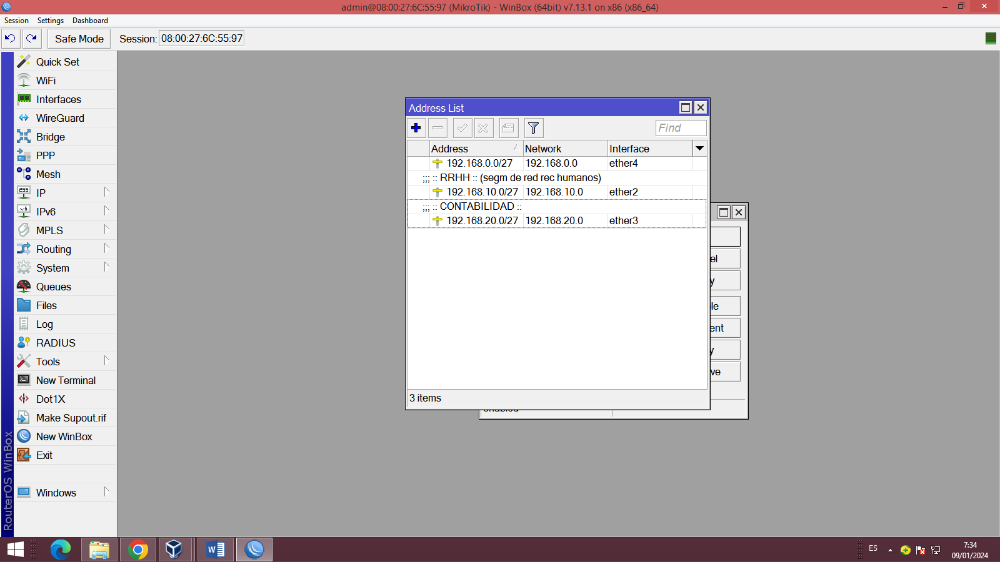 admin@08:00:27:6C:55:97 (MikroTik) - WinBox (64bit) v7.13.1 on x86 (x86_64)
Session Settings Dashboard
Safe Mode Session: 08:00:27:6C:55:97
Quick Set
WiFi
Interfaces
WireGuard
Bridge
PPP
Mesh
IP
IPv6
MPLS
Routing
System
Queues
Files
Log
RADIUS
Tools
New Terminal
Dot1X
Make Supout.rif
New WinBox
Exit
Windows
RouterOS WinBox
Address List
Find
Address Network Interface
192.168.0.0/27 192.168.0.0 ether4
;;; :: RRHH :: (segm de red rec humanos)
192.168.10.0/27 192.168.10.0 ether2
;;; :: CONTABILIDAD ::
192.168.20.0/27 192.168.20.0 ether3
3 items
el
y
le
ent
y
ve
enabled
ES
7:34
09/01/2024